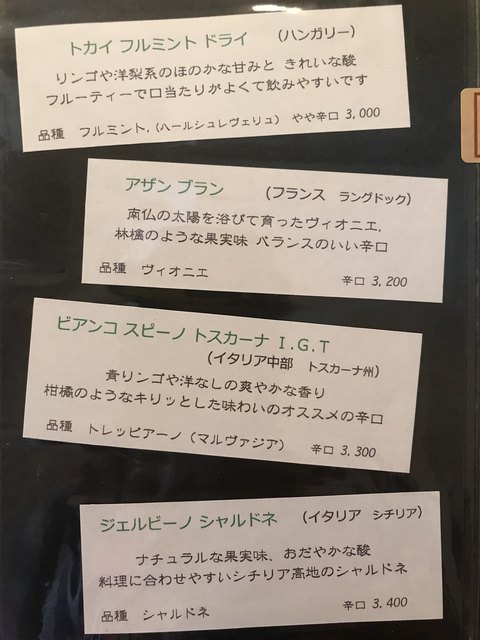 トカイ フルミント ドライ　(ハンガリー)
リンゴや洋梨系のほのかな甘みと きれいな酸
フルーティーで口当たりがよくて飲みやすいです
品種　フルミント,（ハールシュレヴェリュ）　やや辛口 3,000
アザン ブラン　(フランス　ラングドック)
南仏の太陽を浴びて育ったヴィオニエ,
林檎のような果実味 バランスのいい辛口
品種　ヴィオニエ　辛口 3,200
ビアンコ スピーノ トスカーナ I.G.T
(イタリア中部　トスカーナ州)
青リンゴや洋なしの爽やかな香り
柑橘のようなキリッとした味わいのオススメの辛口
品種　トレッビアーノ（マルヴァジア）　辛口 3,300
ジェルビーノ シャルドネ　(イタリア　シチリア)
ナチュラルな果実味、おだやかな酸
料理に合わせやすいシチリア高地のシャルドネ
品種　シャルドネ　辛口 3,400